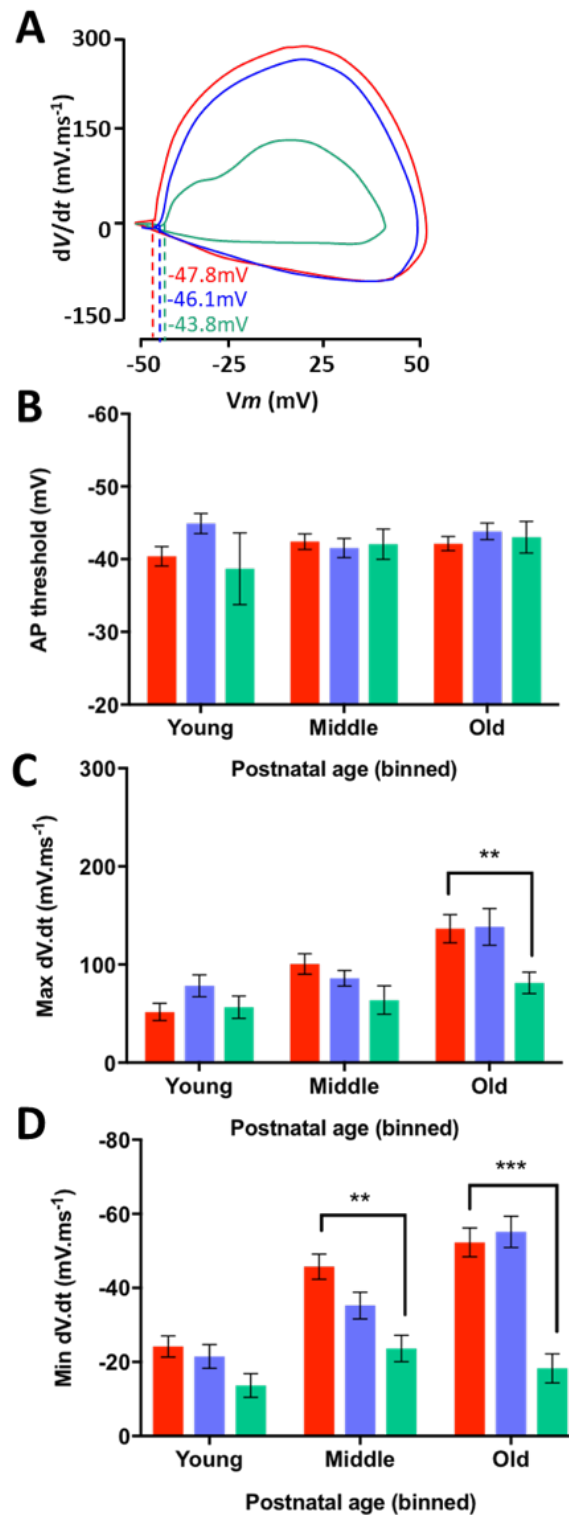 A
300
150
0
-150
dV/dt (mV.ms-1)
-47.8mV
-46.1mV
-43.8mV
-50
-25
25
50
Vm (mV)
B
-60
-50
-40
-30
-20
AP threshold (mV)
Young
Middle
Old
Postnatal age (binned)
C
300
200
100
0
Max dV.dt (mV.ms-1)
**
Young
Middle
Old
Postnatal age (binned)
D
-80
-60
-40
-20
0
Min dV.dt (mV.ms-1)
**
***
Young
Middle
Old
Postnatal age (binned)